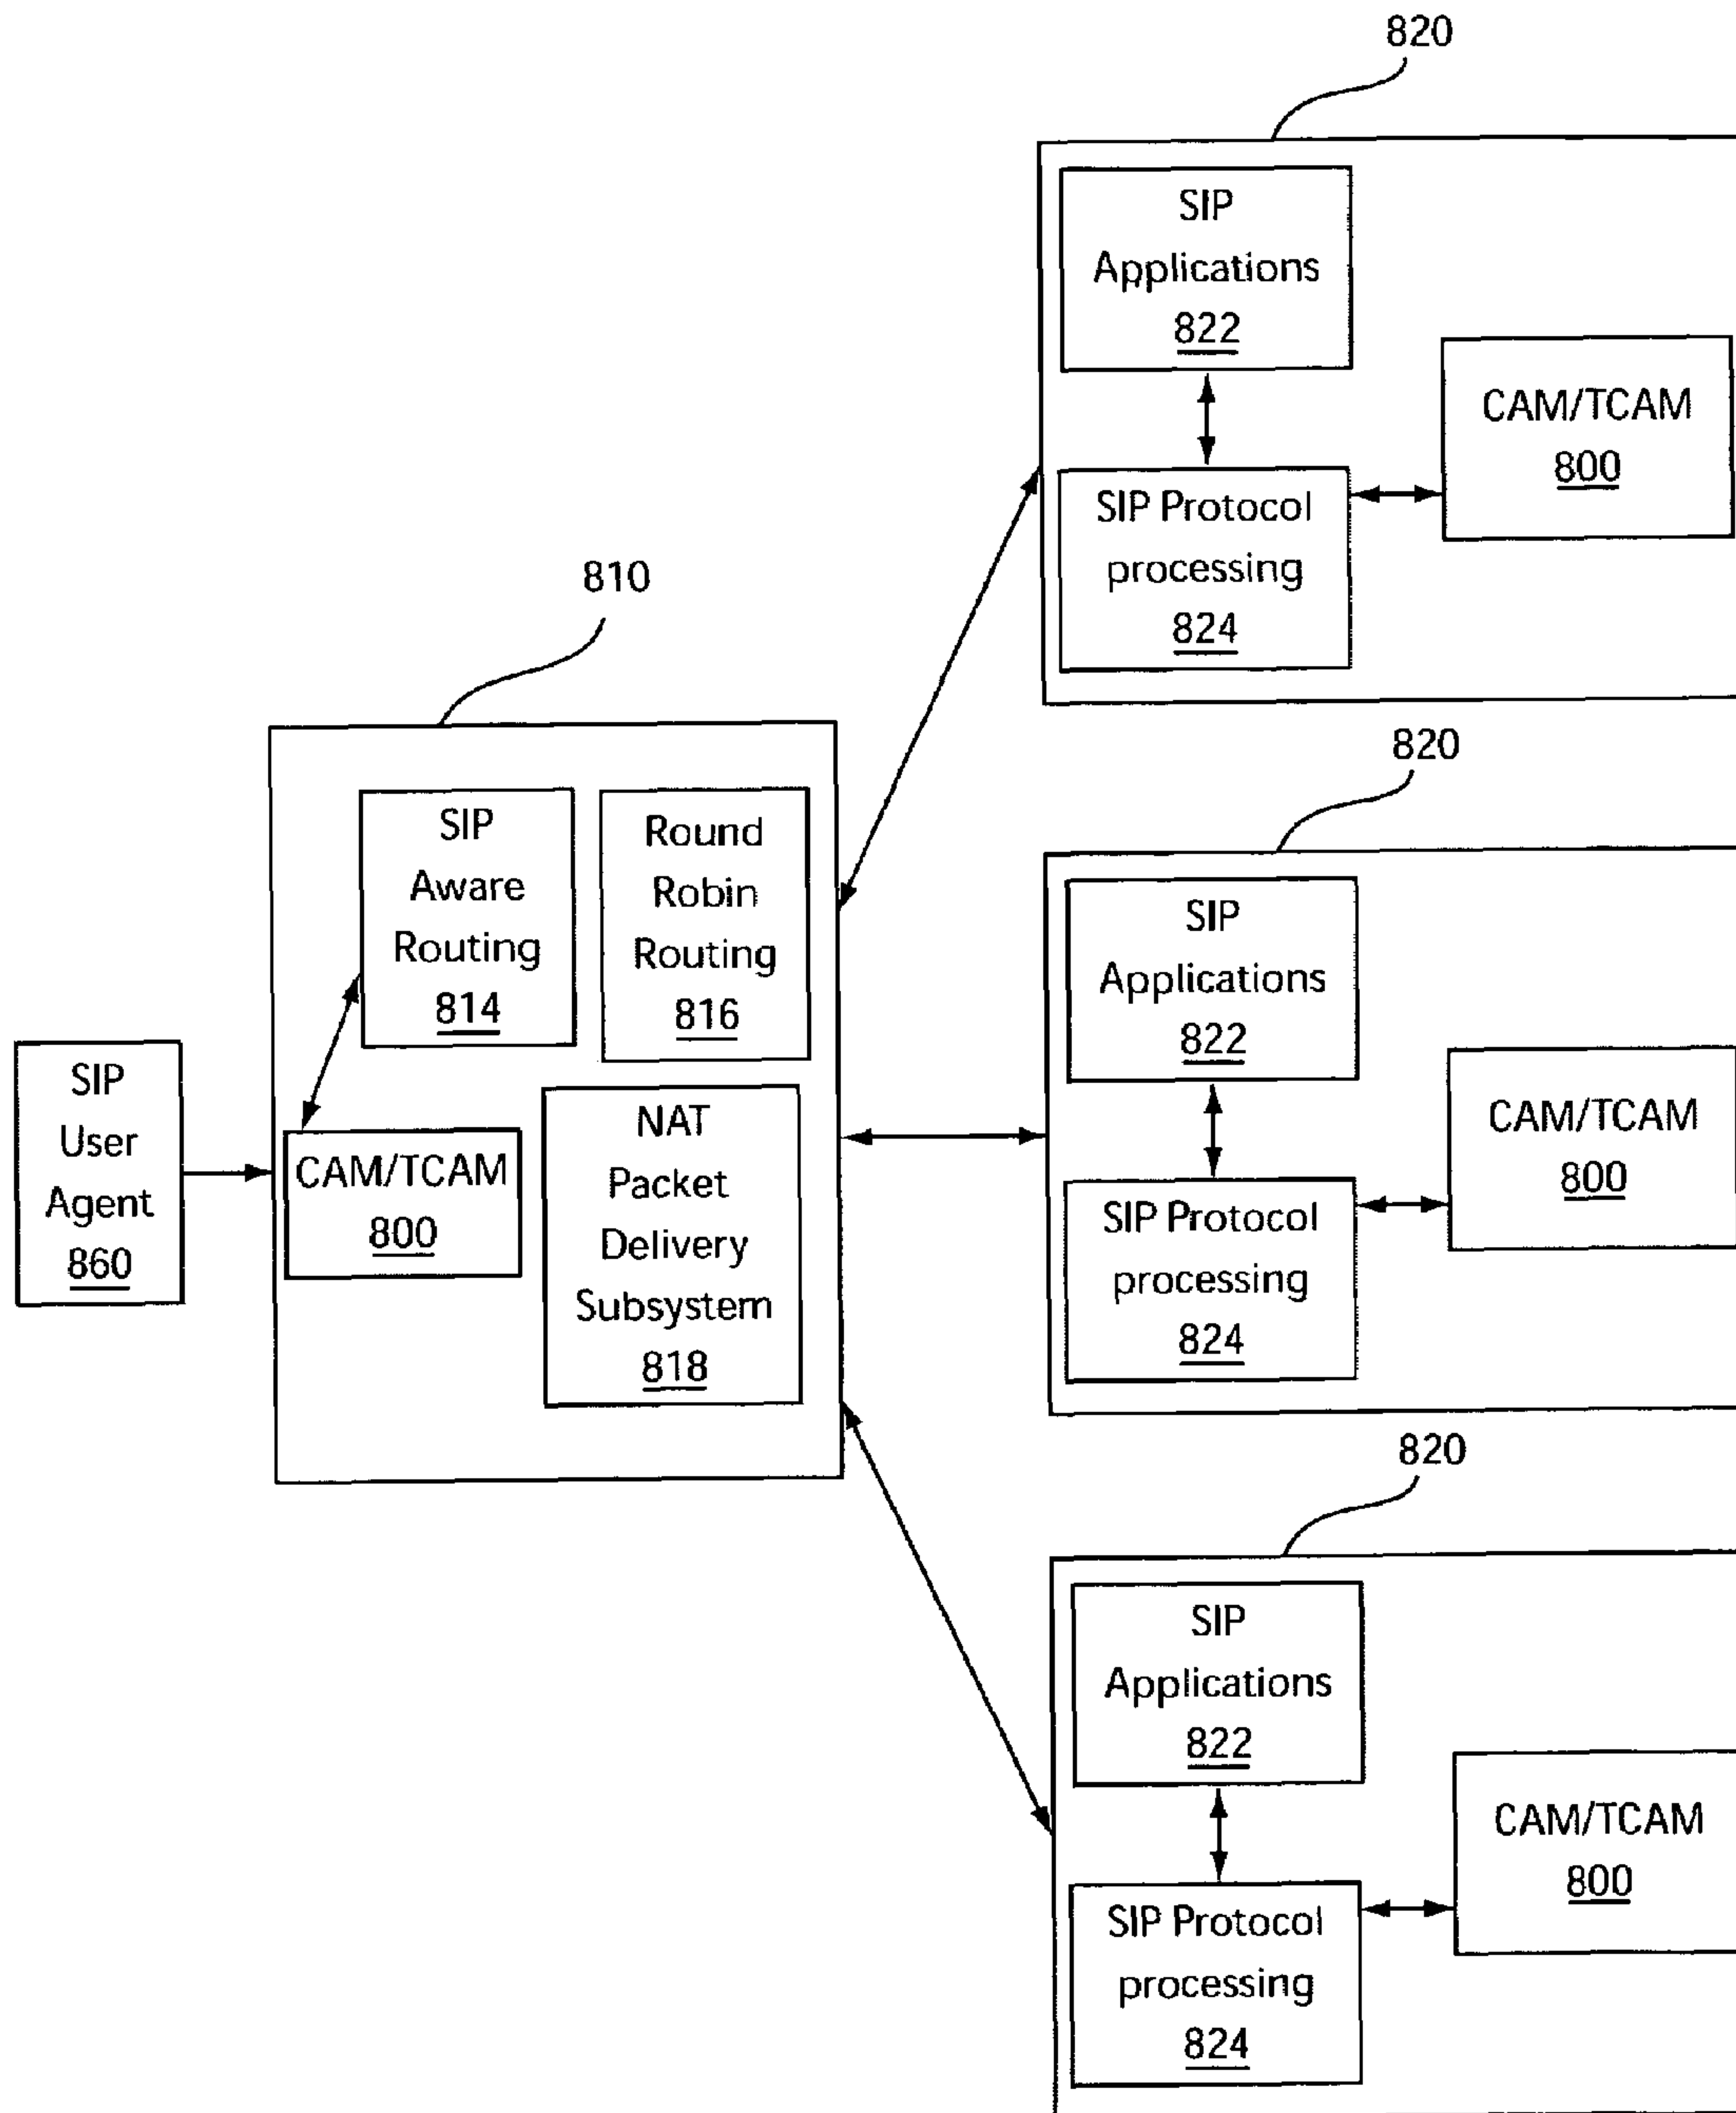 820
SIP
Applications
822
CAM/TCAM
800
SIP Protocol
processing
824
810
820
SIP
Aware
Routing
814
Round
Robin
Routing
816
SIP
Applications
822
SIP
User
Agent
860
CAM/TCAM
800
NAT
Packet
Delivery
Subsystem
818
CAM/TCAM
800
SIP Protocol
processing
824
820
SIP
Applications
822
CAM/TCAM
800
SIP Protocol
processing
824